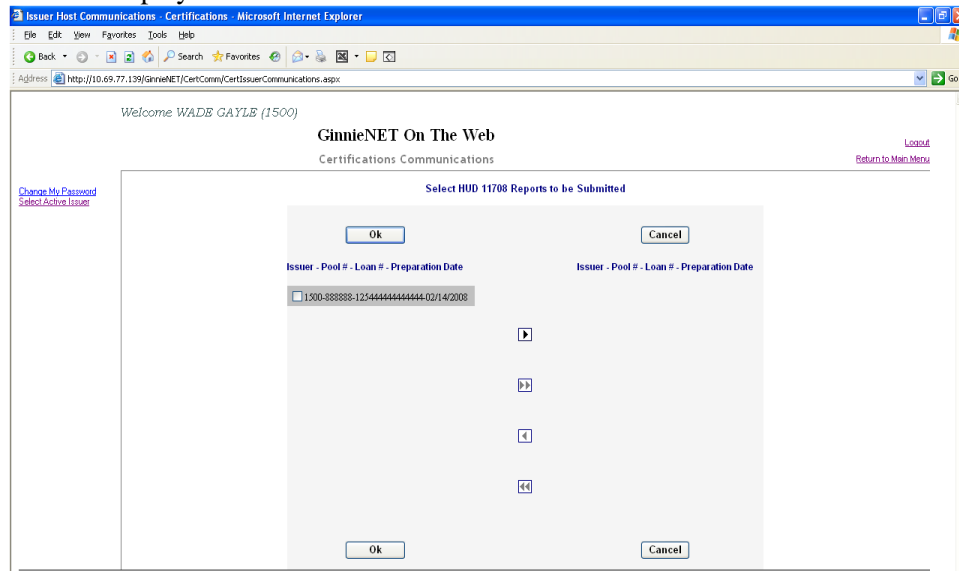 Issuer Host Communications - Certifications - Microsoft Internet Explorer
File Edit View Favorites Tools Help
Back Search Favorites
Address http://10.69.77.139/GinnieNET/CertComm/CertIssuerCommunications.aspx Go
Welcome WADE GAYLE (1500)
GinnieNET On The Web
Logout
Certifications Communications
Return to Main Menu
Change My Password
Select Active Issuer
Select HUD 11708 Reports to be Submitted
Ok Cancel
Issuer - Pool # - Loan # - Preparation Date Issuer - Pool # - Loan # - Preparation Date
1500-888888-125444444444444-02/14/2008
Ok Cancel